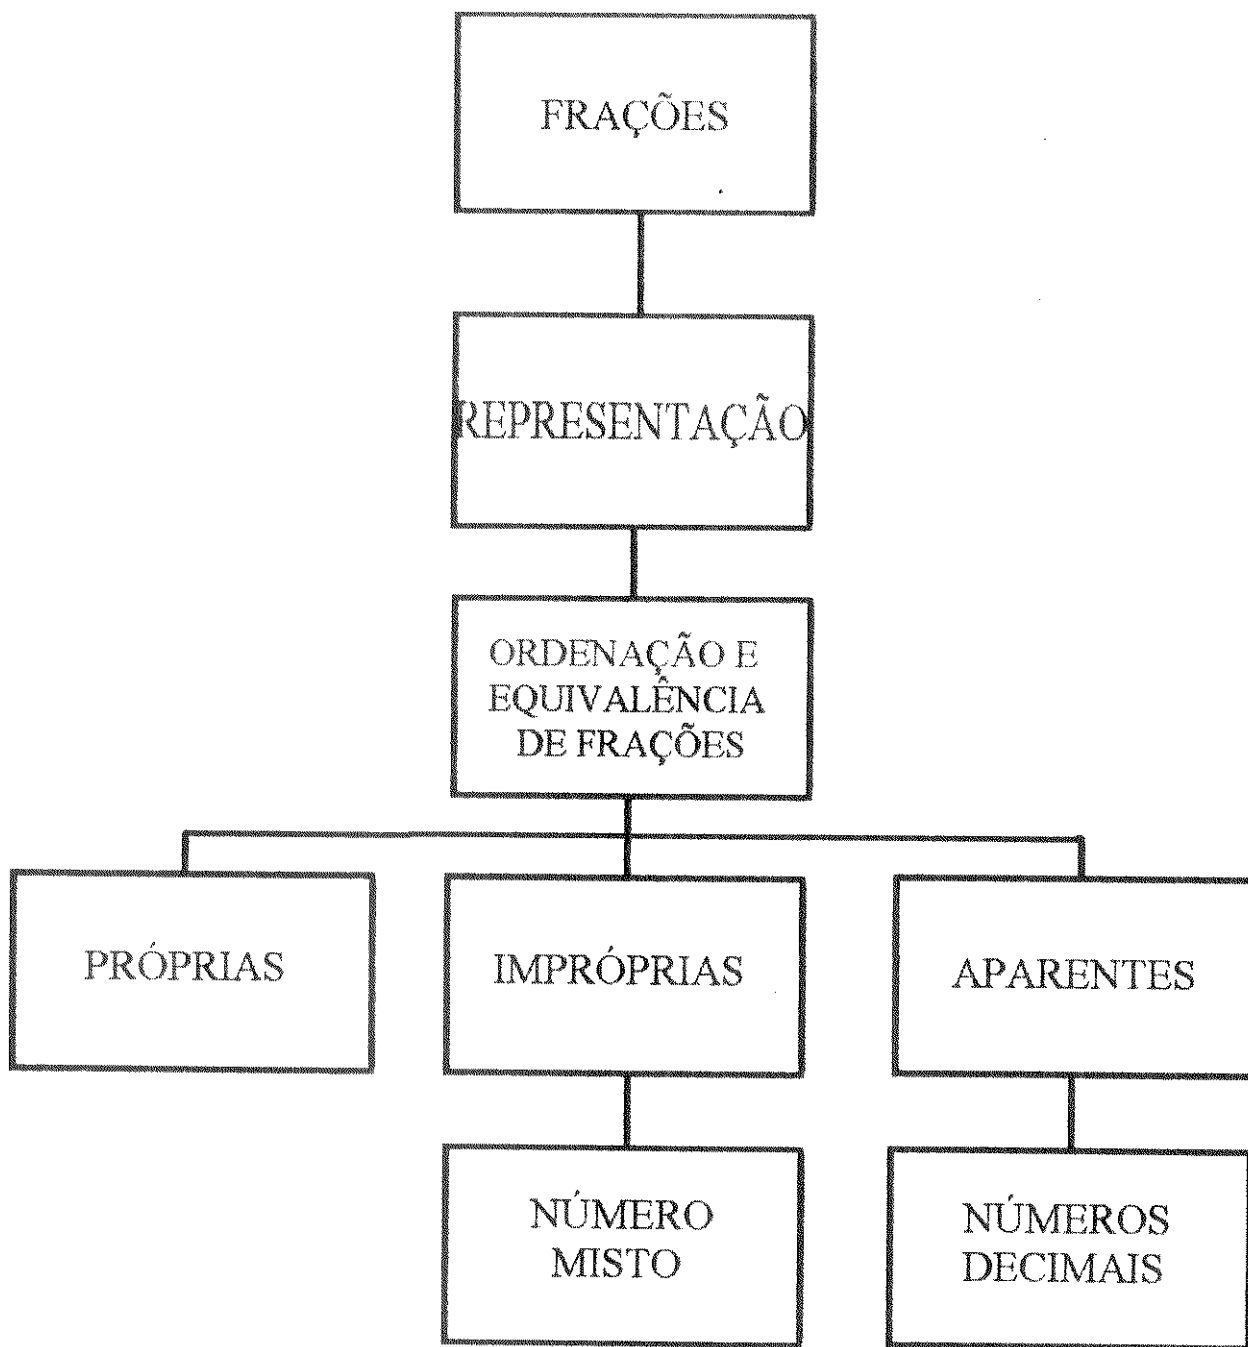 FRAÇÕES
REPRESENTAÇÃO
ORDENAÇÃO E
EQUIVALÊNCIA
DE FRAÇÕES
PRÓPRIAS
IMPRÓPRIAS
APARENTES
NÚMERO
MISTO
NÚMEROS
DECIMAIS